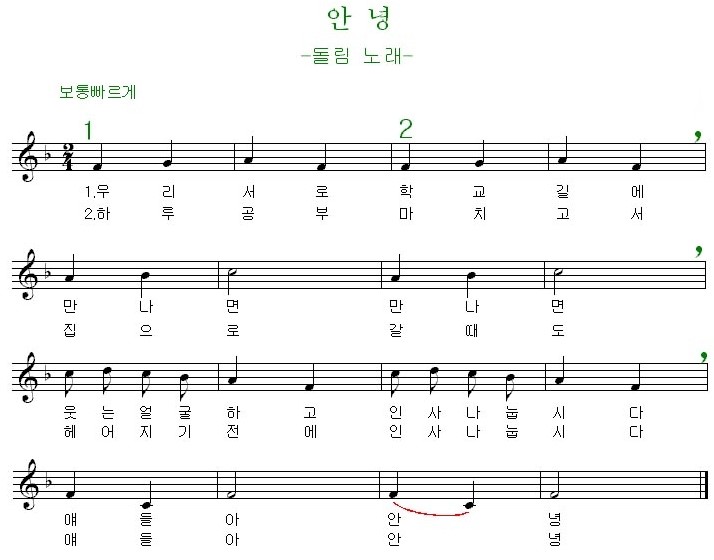 안 녕
-돌림 노래-
보통빠르게
1 2
1.우 리 서 로 학 교 길 에
2.하 루 공 부 마 치 고 서
만 나 면 만 나 면
집 으 로 갈 때 도
웃 는 얼 굴 하 고 인 사 나 눕 시 다
헤 어 지 기 전 에 인 사 나 눕 시 다
얘 들 아 안 녕
얘 들 아 안 녕